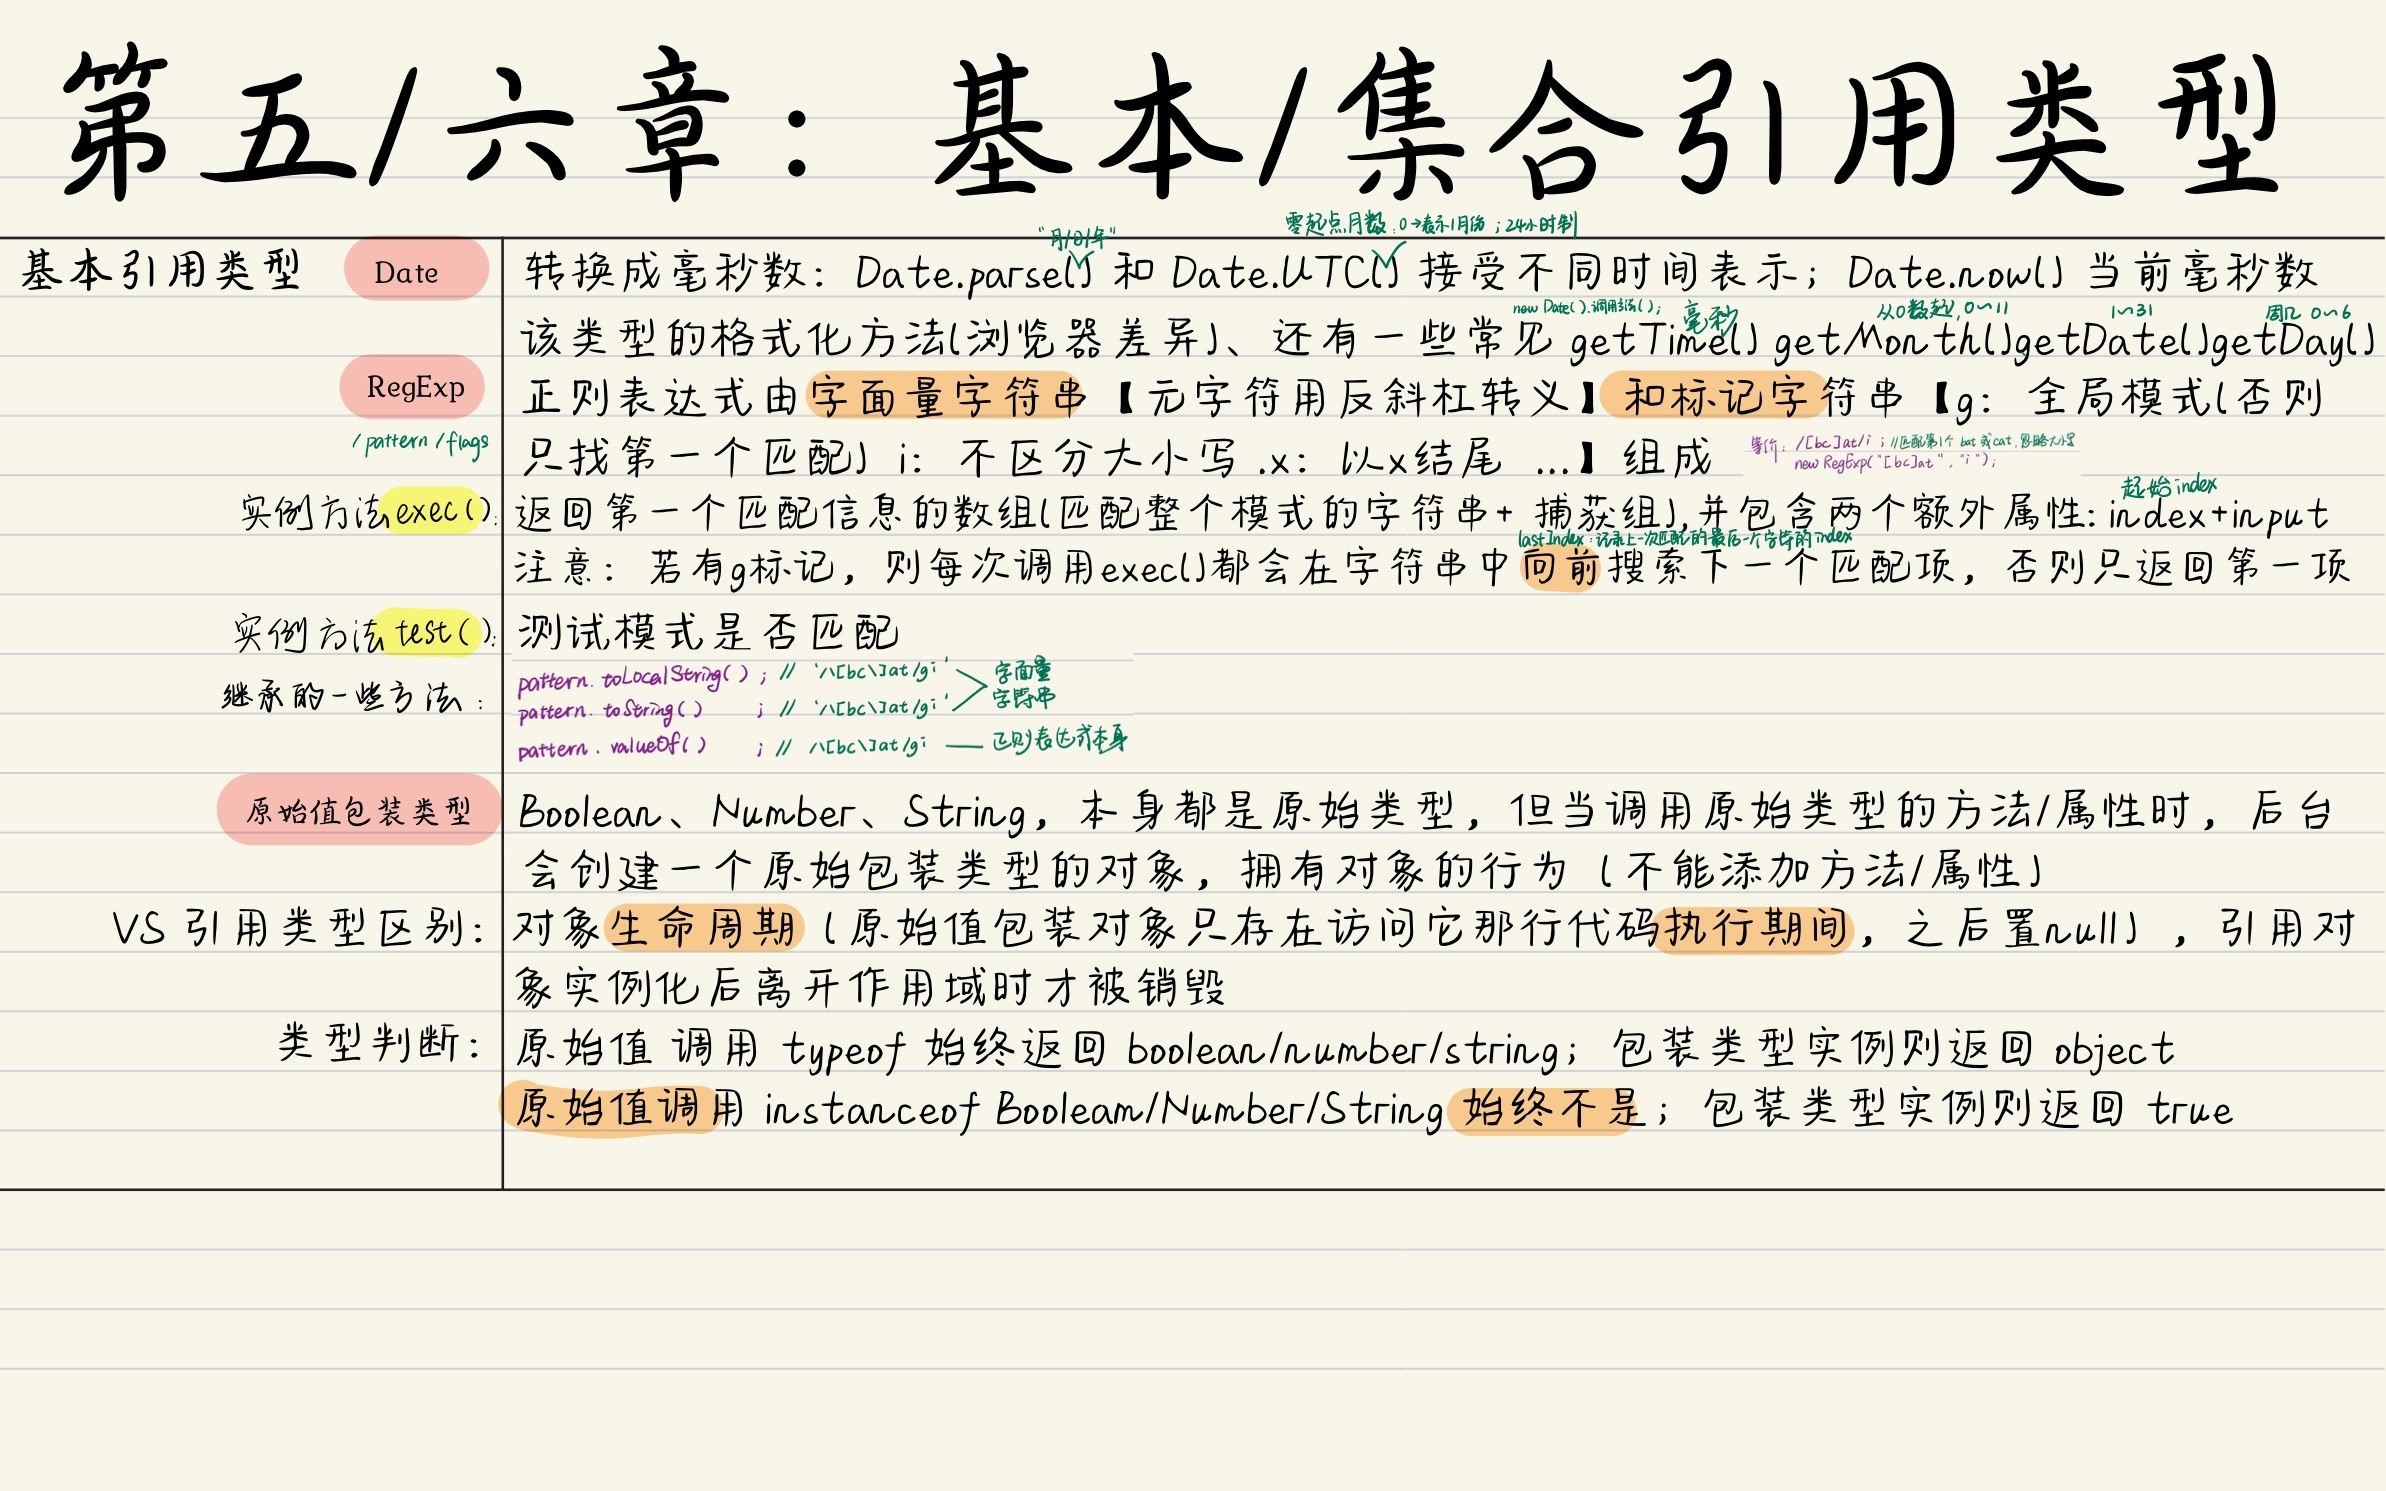 第五/六章：基本/集合引用类型
"月/日/年"
零起点月数，0→表示1月份；24小时制
基本引用类型 Date 转换成毫秒数：Date.parse() 和 Date.UTC() 接受不同时间表示；Date.now() 当前毫秒数
new Date().调用方法(); 毫秒 从0数起，0~11 1~31 周几 0~6
该类型的格式化方法(浏览器差异)、还有一些常见 getTime() getMonth()getDate()getDay()
RegExp 正则表达式由字面量字符串【元字符用反斜杠转义】和标记字符串【g：全局模式(否则
/pattern/flags 只找第一个匹配) i：不区分大小写 .x：以x结尾 ...】组成
等价：/[bc]at/i ; //匹配第1个 bat 或cat,忽略大小写
new RegExp("[bc]at", "i");
起始index
实例方法exec(): 返回第一个匹配信息的数组(匹配整个模式的字符串+ 捕获组),并包含两个额外属性: index+input
lastIndex:记录上一次匹配的最后一个字符的index
注意：若有g标记，则每次调用exec()都会在字符串中向前搜索下一个匹配项，否则只返回第一项
实例方法test(): 测试模式是否匹配
继承的一些方法：
pattern.toLocalString() ; // '/\[bc\]at/gi'
pattern.toString() ; // '/\[bc\]at/gi'
字面量
字符串
pattern.valueOf() ; // /\[bc\]at/gi —— 正则表达式本身
原始值包装类型 Boolean、Number、String，本身都是原始类型，但当调用原始类型的方法/属性时，后台
会创建一个原始包装类型的对象，拥有对象的行为（不能添加方法/属性）
VS 引用类型区别： 对象生命周期（原始值包装对象只存在访问它那行代码执行期间，之后置null），引用对
象实例化后离开作用域时才被销毁
类型判断： 原始值 调用 typeof 始终返回 boolean/number/string；包装类型实例则返回 object
原始值调用 instanceof Booleam/Number/String 始终不是；包装类型实例则返回 true